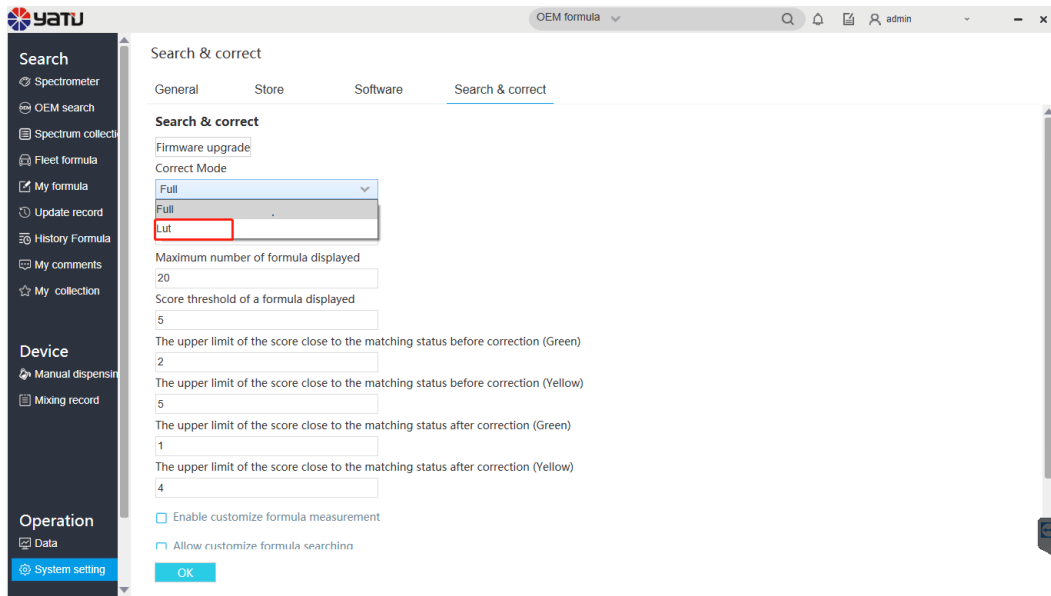 YATU
OEM formula
admin
Search
Spectrometer
OEM search
Spectrum collecti
Fleet formula
My formula
Update record
History Formula
My comments
My collection
Device
Manual dispensin
Mixing record
Operation
Data
System setting
Search & correct
General Store Software Search & correct
Search & correct
Firmware upgrade
Correct Mode
Full
Full
Lut
Maximum number of formula displayed
20
Score threshold of a formula displayed
5
The upper limit of the score close to the matching status before correction (Green)
2
The upper limit of the score close to the matching status before correction (Yellow)
5
The upper limit of the score close to the matching status after correction (Green)
1
The upper limit of the score close to the matching status after correction (Yellow)
4
Enable customize formula measurement
Allow customize formula searching
OK